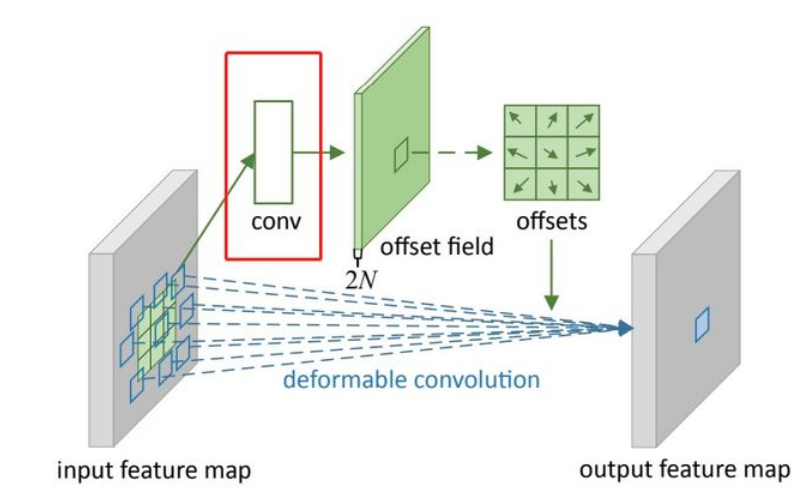 conv
offset field
2N
offsets
deformable convolution
input feature map
output feature map